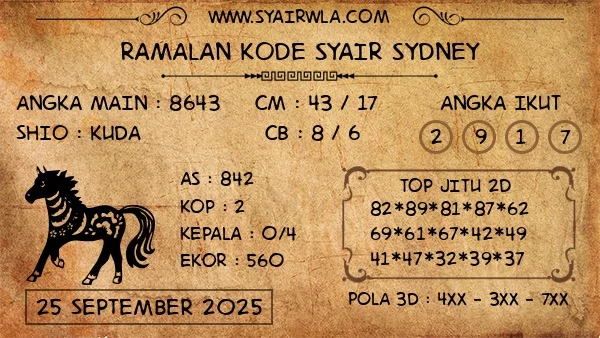 WWW.SYAIRWLA.COM
RAMALAN KODE SYAIR SYDNEY
ANGKA MAIN : 8643
CM : 43 / 17
ANGKA IKUT
SHIO : KUDA
CB : 8 / 6
2 9 1 7
AS : 842
KOP : 2
KEPALA : 0/4
EKOR : 560
TOP JITU 2D
82*89*81*87*62
69*61*67*42*49
41*47*32*39*37
25 SEPTEMBER 2025
POLA 3D : 4XX - 3XX - 7XX